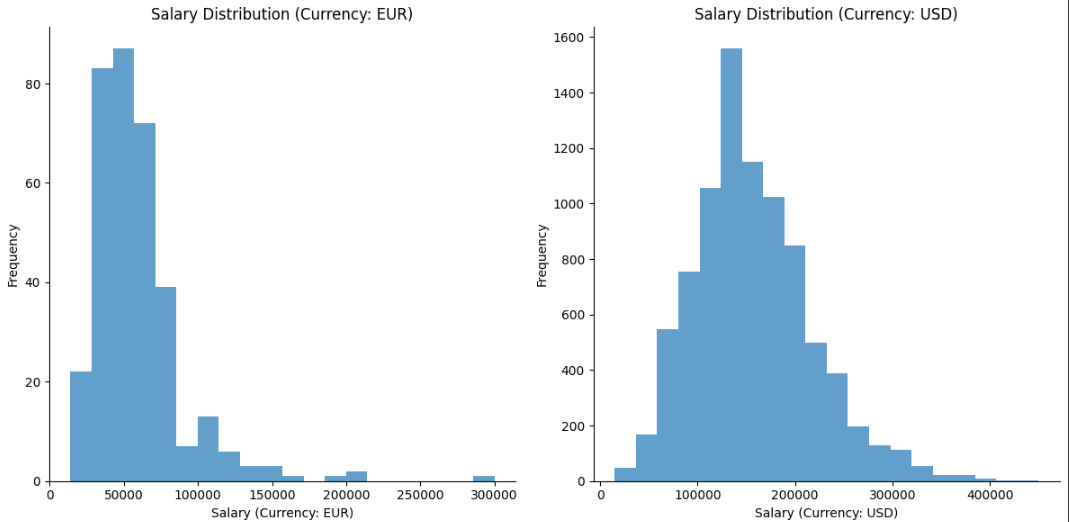 Salary Distribution (Currency: EUR)
Frequency
80
60
40
20
0
0 50000 100000 150000 200000 250000 300000
Salary (Currency: EUR)
Salary Distribution (Currency: USD)
Frequency
1600
1400
1200
1000
800
600
400
200
0
0 100000 200000 300000 400000
Salary (Currency: USD)